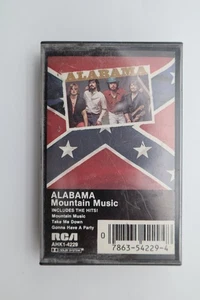 ALABAMA
ALABAMA
Mountain Music
INCLUDES THE HITS!
Mountain Music
Take Me Down
Gonna Have A Party
RCA
AHK1-4229
0
7863-54229-4